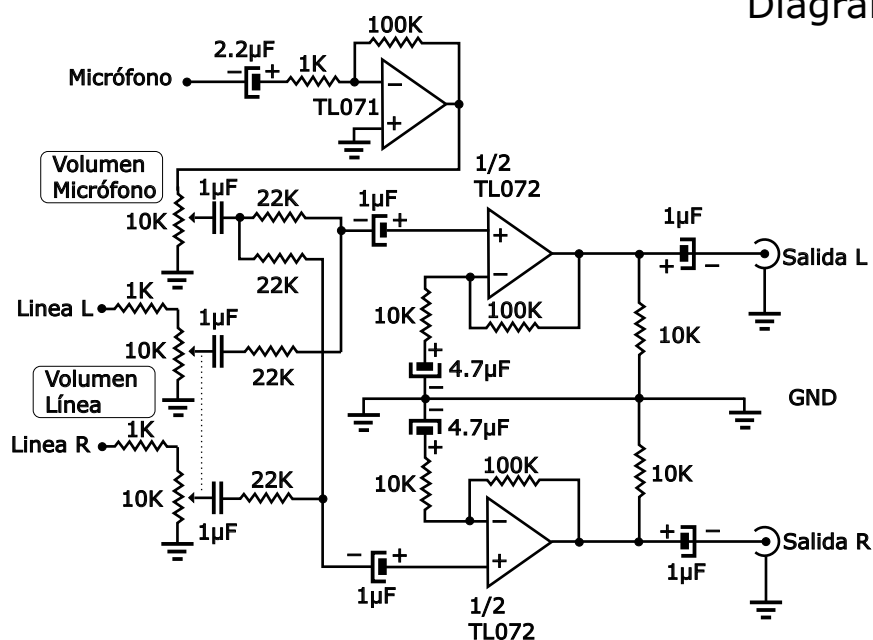 Diagra
100K
2.2µF
1K
Micrófono
TL071
Volumen
Micrófono
1µF
22K
10K
22K
1µF
1/2
TL072
1µF
Salida L
1K
Linea L
1µF
10K
22K
10K
100K
10K
4.7µF
Volumen
Línea
GND
1K
Linea R
4.7µF
22K
10K
1µF
10K
100K
10K
1µF
1/2
TL072
1µF
Salida R